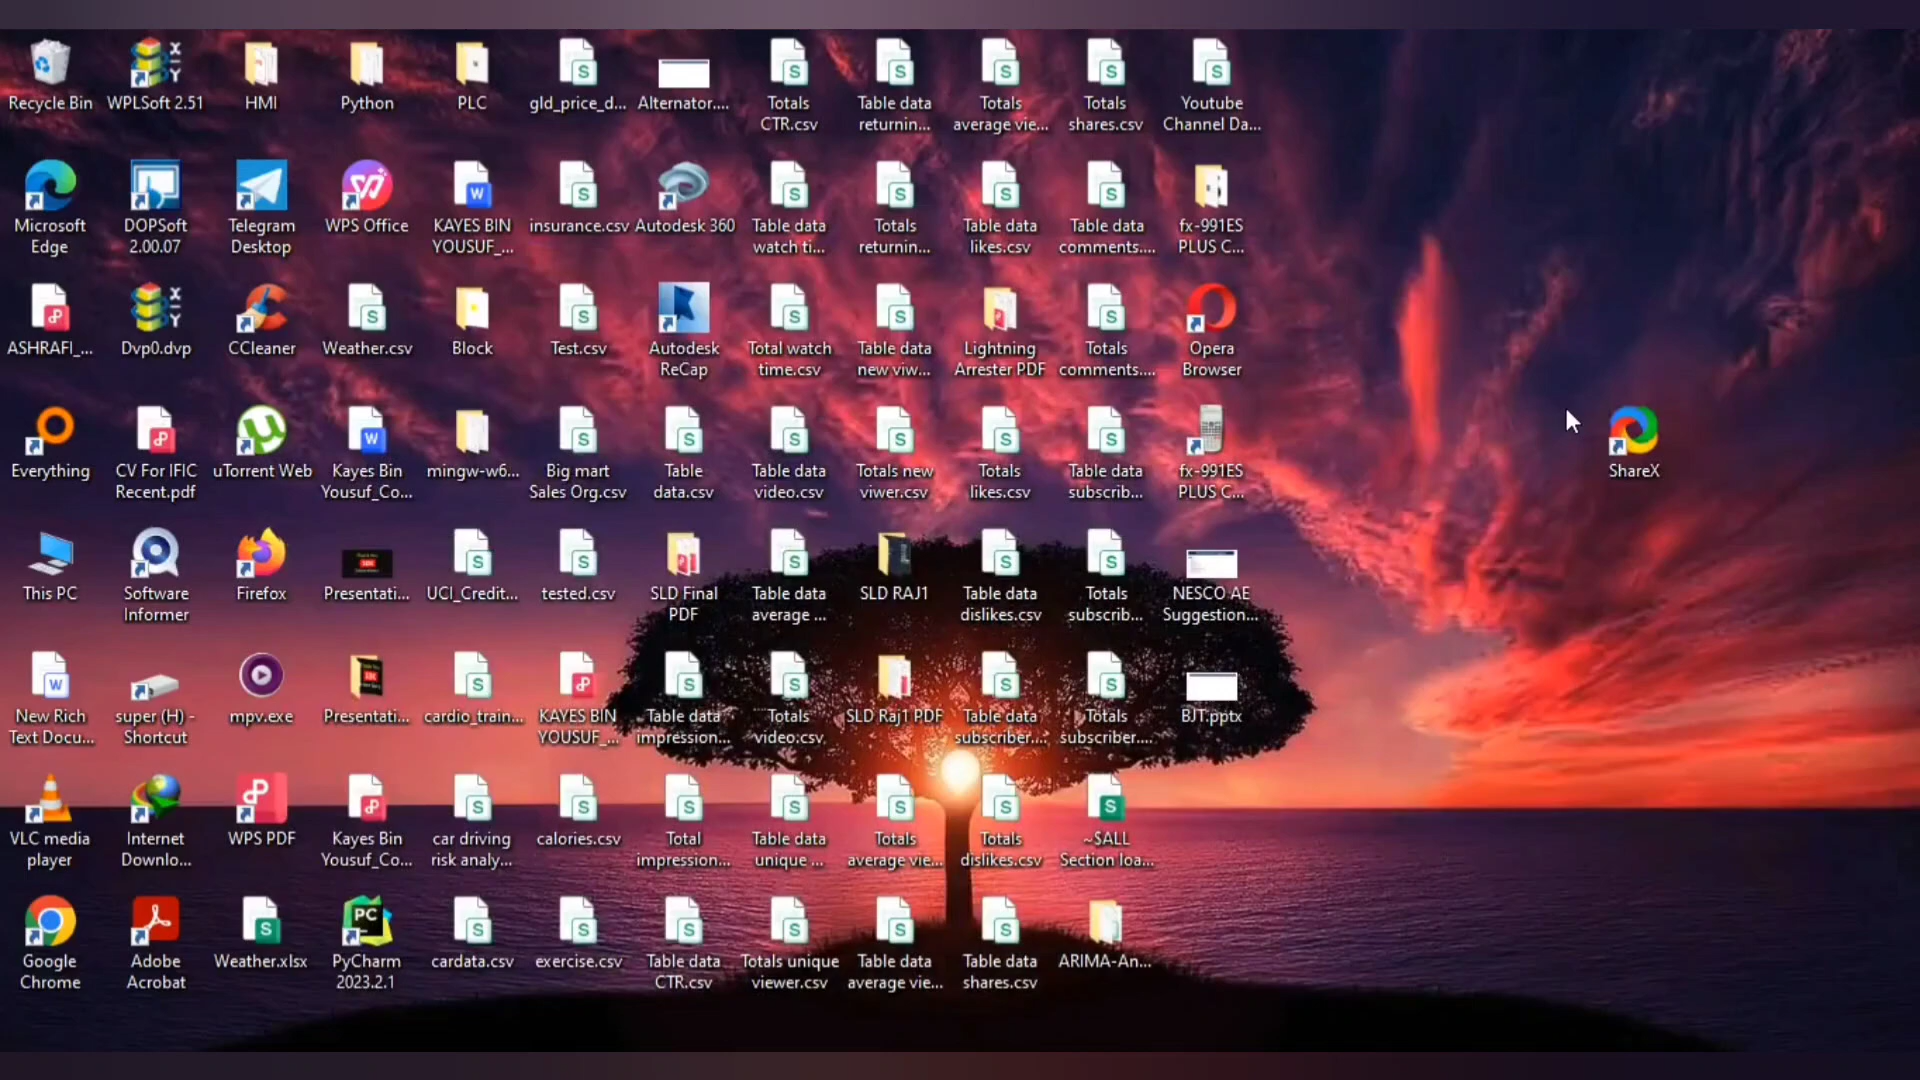 Recycle Bin
WPLSoft 2.51
HMI
Python
PLC
gld_price_d...
Alternator....
Totals
CTR.csv
Table data
returnin...
Totals
average vie...
Totals
shares.csv
Youtube
Channel Da...
Microsoft
Edge
DOPSoft
2.00.07
Telegram
Desktop
WPS Office
KAYES BIN
YOUSUF_...
insurance.csv
Autodesk 360
Table data
watch ti...
Totals
returnin...
Table data
likes.csv
Table data
comments....
fx-991ES
PLUS C...
ASHRAFI_...
Dvp0.dvp
CCleaner
Weather.csv
Block
Test.csv
Autodesk
ReCap
Total watch
time.csv
Table data
new viw...
Lightning
Arrester PDF
Totals
comments....
Opera
Browser
Everything
CV For IFIC
Recent.pdf
uTorrent Web
Kayes Bin
Yousuf_Co...
mingw-w6...
Big mart
Sales Org.csv
Table
data.csv
Table data
video.csv
Totals new
viwer.csv
Totals
likes.csv
Table data
subscrib...
fx-991ES
PLUS C...
ShareX
This PC
Software
Informer
Firefox
Presentati...
UCI_Credit...
tested.csv
SLD Final
PDF
Table data
average ...
SLD RAJ1
Table data
dislikes.csv
Totals
subscrib...
NESCO AE
Suggestion...
New Rich
Text Docu...
super (H) -
Shortcut
mpv.exe
Presentati...
cardio_train...
KAYES BIN
YOUSUF_...
Table data
impression...
Totals
video.csv
SLD Raj1 PDF
Table data
subscriber....
Totals
subscriber....
BJT.pptx
VLC media
player
Internet
Downlo...
WPS PDF
Kayes Bin
Yousuf_Co...
car driving
risk analy...
calories.csv
Total
impression...
Table data
unique ...
Totals
average vie...
Totals
dislikes.csv
~$ALL
Section loa...
Google
Chrome
Adobe
Acrobat
Weather.xlsx
PyCharm
2023.2.1
cardata.csv
exercise.csv
Table data
CTR.csv
Totals unique
viewer.csv
Table data
average vie...
Table data
shares.csv
ARIMA-An...